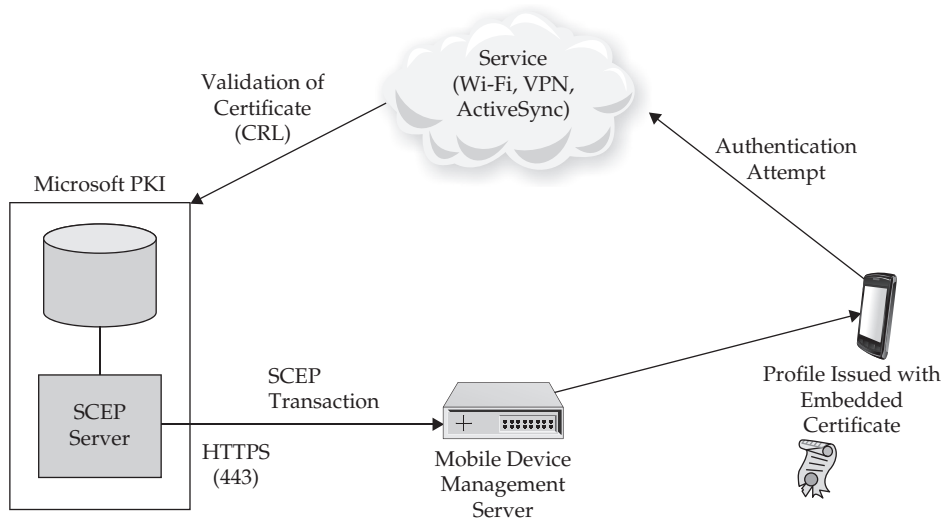 Service
(Wi-Fi, VPN,
ActiveSync)
Validation of
Certificate
(CRL)
Authentication
Attempt
Microsoft PKI
SCEP
Server
SCEP
Transaction
HTTPS
(443)
Mobile Device
Management
Server
Profile Issued with
Embedded
Certificate